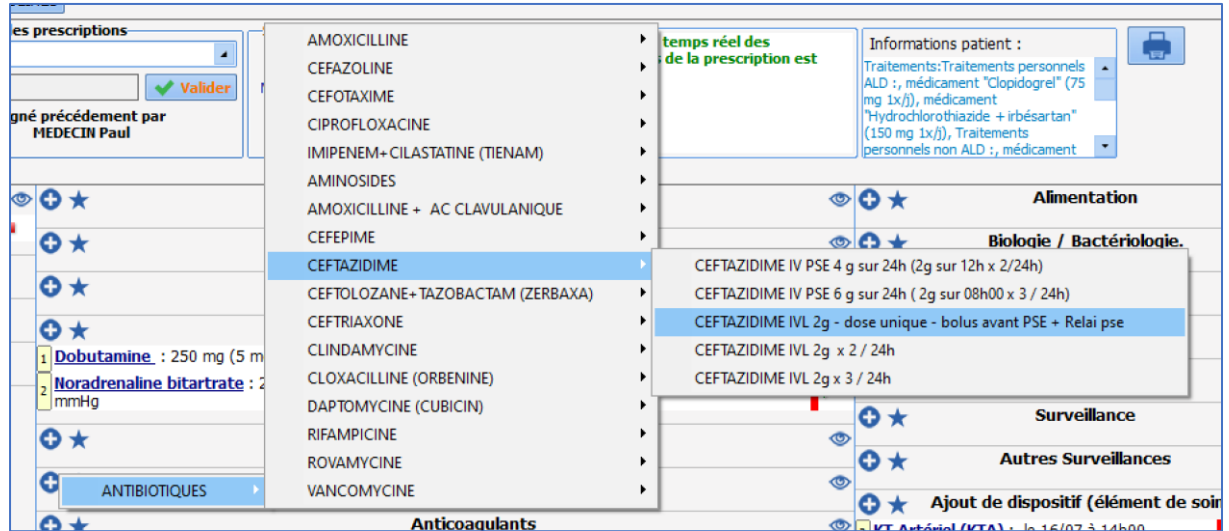 es prescriptions
Valider
gné précédement par
MEDECIN Paul
temps réel des
de la prescription est
Informations patient :
Traitements:Traitements personnels
ALD :, médicament "Clopidogrel" (75
mg 1x/j), médicament
"Hydrochlorothiazide + irbésartan"
(150 mg 1x/j), Traitements
personnels non ALD :, médicament
AMOXICILLINE
CEFAZOLINE
CEFOTAXIME
CIPROFLOXACINE
IMIPENEM+CILASTATINE (TIENAM)
AMINOSIDES
AMOXICILLINE + AC CLAVULANIQUE
CEFEPIME
CEFTAZIDIME
CEFTOLOZANE+TAZOBACTAM (ZERBAXA)
CEFTRIAXONE
CLINDAMYCINE
CLOXACILLINE (ORBENINE)
DAPTOMYCINE (CUBICIN)
RIFAMPICINE
ROVAMYCINE
VANCOMYCINE
CEFTAZIDIME IV PSE 4 g sur 24h (2g sur 12h x 2/24h)
CEFTAZIDIME IV PSE 6 g sur 24h ( 2g sur 08h00 x 3 / 24h)
CEFTAZIDIME IVL 2g - dose unique - bolus avant PSE + Relai pse
CEFTAZIDIME IVL 2g x 2 / 24h
CEFTAZIDIME IVL 2g x 3 / 24h
1 Dobutamine : 250 mg (5 m
2 Noradrenaline bitartrate : 2
mmHg
ANTIBIOTIQUES
Anticoagulants
Alimentation
Biologie / Bactériologie.
Surveillance
Autres Surveillances
Ajout de dispositif (élément de soin
KT Artériel (KTA) : le 16/07 à 14h00